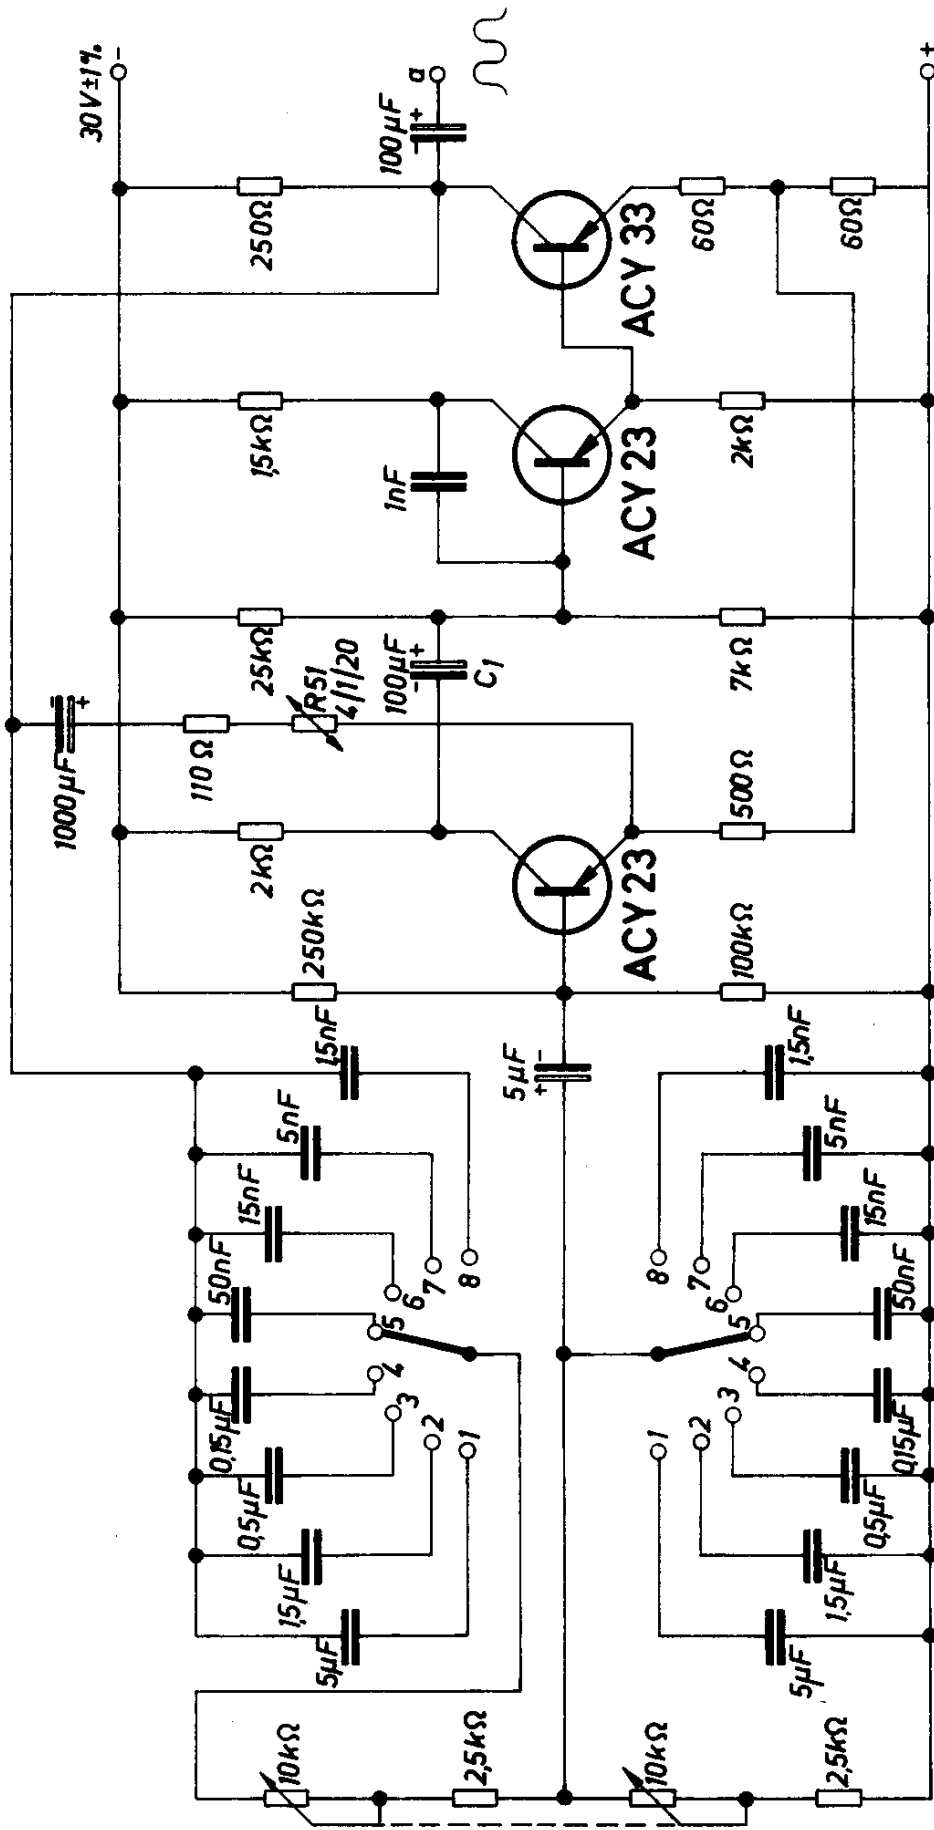 10kΩ
2,5kΩ
10kΩ
2,5kΩ
5µF
1,5µF
0,5µF
0,15µF
50nF
15nF
5nF
1,5nF
1
2
3
4
5
6
7
8
1
2
3
4
5
6
7
8
5µF
1,5µF
0,5µF
0,15µF
50nF
15nF
5nF
1,5nF
5µF
+
-
250kΩ
100kΩ
2kΩ
ACY 23
500Ω
1000µF
-
+
110Ω
R51
4/1/20
100µF
-
+
C1
25kΩ
7kΩ
1nF
1,5kΩ
ACY 23
2kΩ
250Ω
ACY 33
60Ω
60Ω
100µF
-
+
30V±1%
-
a
+